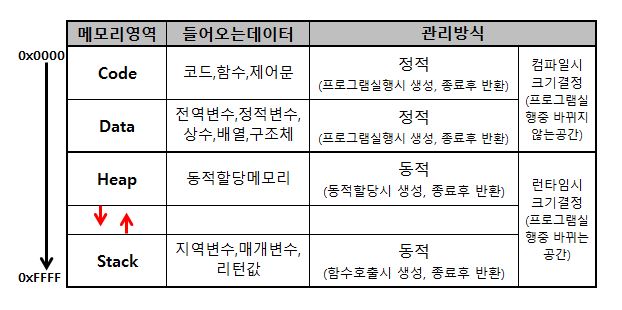 메모리영역 들어오는데이터 관리방식
0x0000
Code 코드,함수,제어문 정적
(프로그램실행시 생성, 종료후 반환)
컴파일시
크기결정
(프로그램실
행중 바뀌지
않는공간)
Data 전역변수,정적변수,
상수,배열,구조체
정적
(프로그램실행시 생성, 종료후 반환)
Heap 동적할당메모리 동적
(동적할당시 생성, 종료후 반환)
런타임시
크기결정
(프로그램실
행중 바뀌는
공간)
Stack 지역변수,매개변수,
리턴값
동적
(함수호출시 생성, 종료후 반환)
0xFFFF